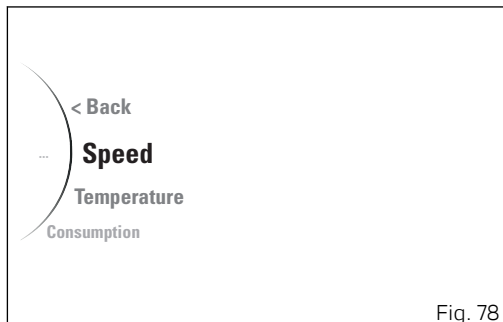 < Back
...
Speed
Temperature
Consumption
Fig. 78